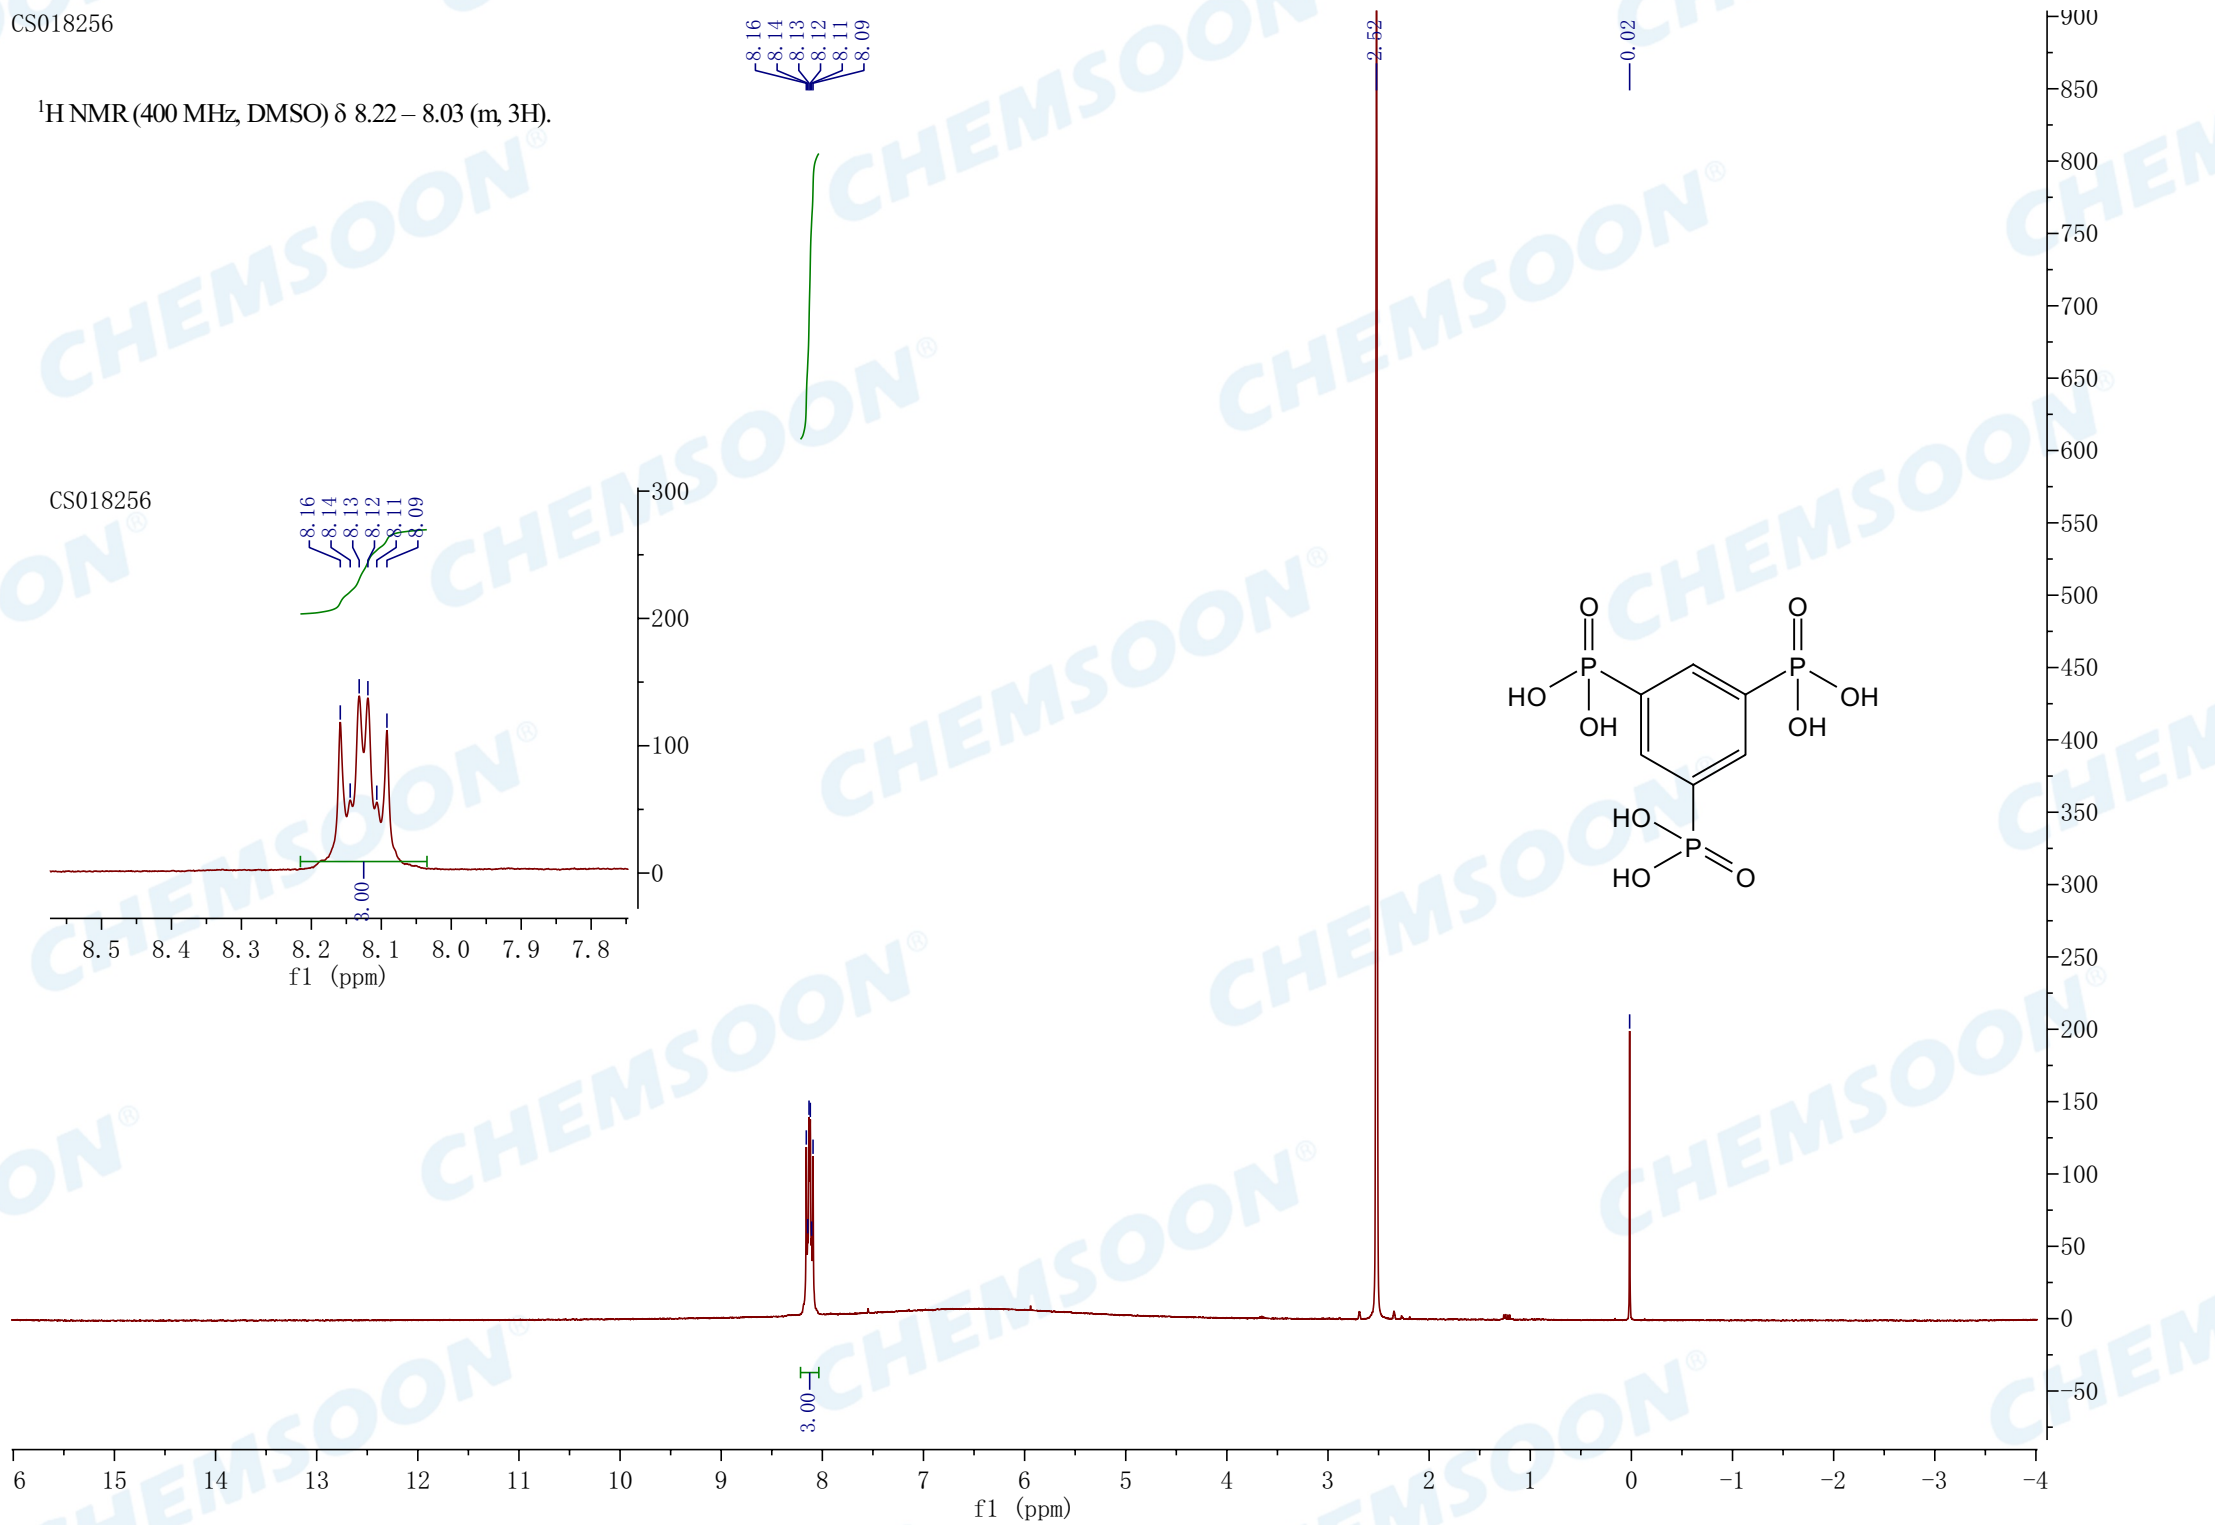 CS018256
8.16
8.14
8.13
8.12
8.11
8.09
2.52
0.02
¹H NMR (400 MHz, DMSO) δ 8.22 – 8.03 (m, 3H).
CS018256
8.16
8.14
8.13
8.12
8.11
8.09
300
200
100
0
3.00
8.5 8.4 8.3 8.2 8.1 8.0 7.9 7.8
f1 (ppm)
O O
P P
HO OH HO OH
OH OH
HO
P
HO O
900
850
800
750
700
650
600
550
500
450
400
350
300
250
200
150
100
50
0
-50
3.00
6 15 14 13 12 11 10 9 8 7 6 5 4 3 2 1 0 -1 -2 -3 -4
f1 (ppm)
CHEMSOON®